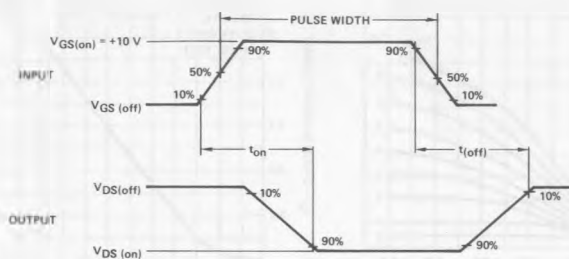 PULSE WIDTH
VGS(on) = +10 V
90%
90%
INPUT
50%
50%
10%
10%
VGS (off)
ton
t(off)
VDS(off)
10%
10%
OUTPUT
90%
90%
VDS (on)